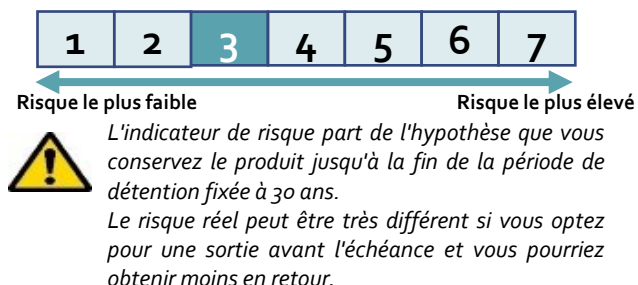 1 2 3 4 5 6 7
Risque le plus faible Risque le plus élevé
L'indicateur de risque part de l'hypothèse que vous
conservez le produit jusqu'à la fin de la période de
détention fixée à 30 ans.
Le risque réel peut être très différent si vous optez
pour une sortie avant l'échéance et vous pourriez
obtenir moins en retour.